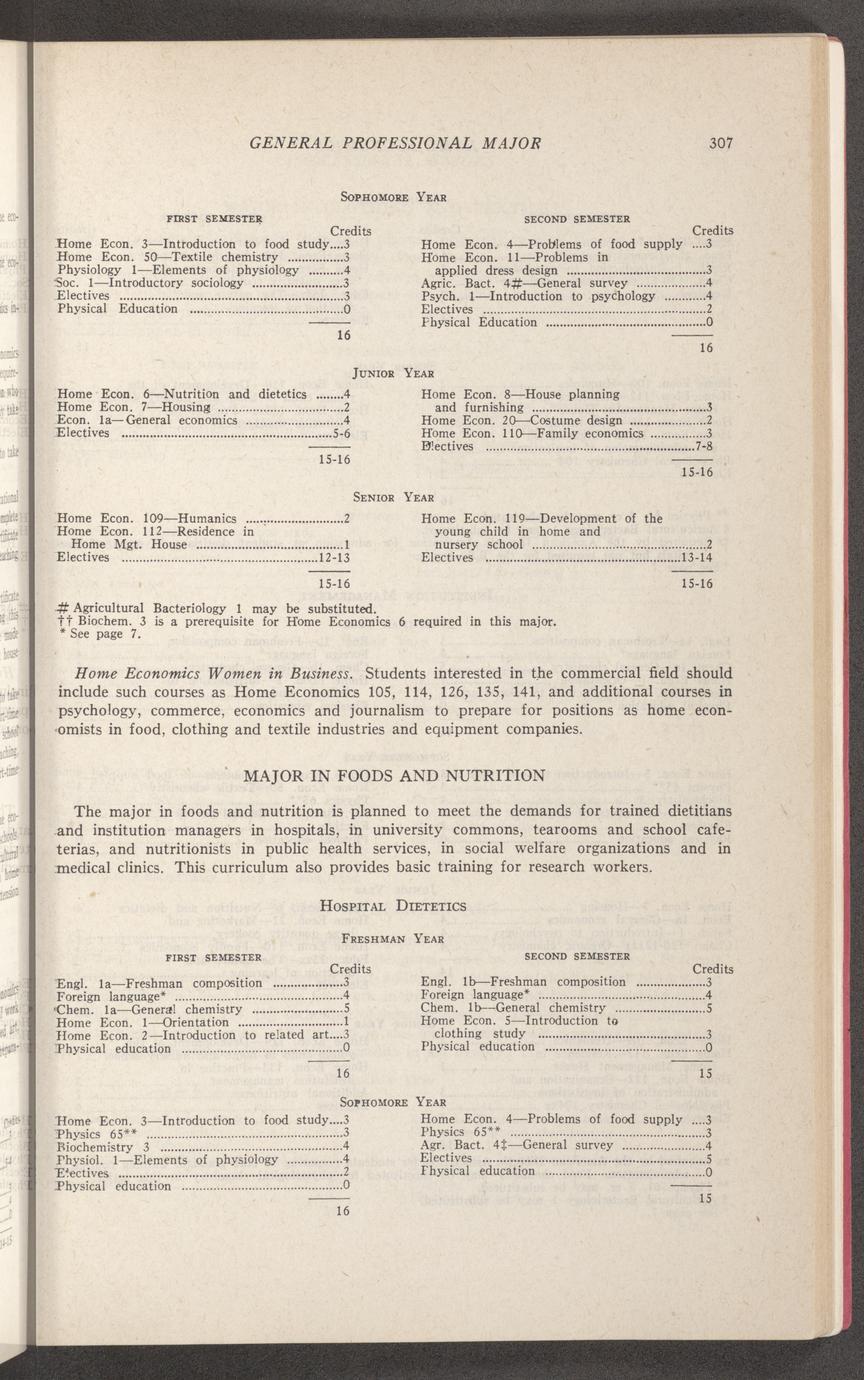 GENERAL PROFESSIONAL MAJOR 307
SOPHOMORE YEAR
FIRST SEMESTER
Credits
Home Econ. 3—Introduction to food study....3
Home Econ. 50—Textile chemistry ...............3
Physiology 1—Elements of physiology .........4
Soc. 1—Introductory sociology .......................3
Electives .........................................................3
Physical Education .......................................0
16
SECOND SEMESTER
Credits
Home Econ. 4—Problems of food supply ....3
Home Econ. 11—Problems in
applied dress design ......................................3
Agric. Bact. 4#—General survey ..................4
Psych. 1—Introduction to psychology ...........4
Electives .........................................................2
Physical Education .........................................0
16
JUNIOR YEAR
Home Econ. 6—Nutrition and dietetics ........4
Home Econ. 7—Housing ................................2
Econ. 1a—General economics .........................4
Electives .....................................................5-6
15-16
Home Econ. 8—House planning
and furnishing .............................................3
Home Econ. 20—Costume design ...................2
Home Econ. 110—Family economics ..............3
Electives .....................................................7-8
15-16
SENIOR YEAR
Home Econ. 109—Humanics .........................2
Home Econ. 112—Residence in
Home Mgt. House ......................................1
Electives ..................................................12-13
15-16
Home Econ. 119—Development of the
young child in home and
nursery school .............................................2
Electives ..................................................13-14
15-16
# Agricultural Bacteriology 1 may be substituted.
†† Biochem. 3 is a prerequisite for Home Economics 6 required in this major.
* See page 7.
Home Economics Women in Business. Students interested in the commercial field should
include such courses as Home Economics 105, 114, 126, 135, 141, and additional courses in
psychology, commerce, economics and journalism to prepare for positions as home econ-
omists in food, clothing and textile industries and equipment companies.
MAJOR IN FOODS AND NUTRITION
The major in foods and nutrition is planned to meet the demands for trained dietitians
and institution managers in hospitals, in university commons, tearooms and school cafe-
terias, and nutritionists in public health services, in social welfare organizations and in
medical clinics. This curriculum also provides basic training for research workers.
HOSPITAL DIETETICS
FRESHMAN YEAR
FIRST SEMESTER
Credits
Engl. 1a—Freshman composition ..................3
Foreign language* ...........................................4
Chem. 1a—General chemistry .......................5
Home Econ. 1—Orientation ...........................1
Home Econ. 2—Introduction to related art....3
Physical education .........................................0
16
SECOND SEMESTER
Credits
Engl. 1b—Freshman composition ..................3
Foreign language* ...........................................4
Chem. 1b—General chemistry ........................5
Home Econ. 5—Introduction to
clothing study ............................................3
Physical education .........................................0
15
SOPHOMORE YEAR
Home Econ. 3—Introduction to food study....3
Physics 65** ..................................................3
Biochemistry 3 ...............................................4
Physiol. 1—Elements of physiology ..............4
Electives .........................................................2
Physical education .........................................0
16
Home Econ. 4—Problems of food supply ....3
Physics 65** ..................................................3
Agr. Bact. 4‡—General survey .....................4
Electives .........................................................5
Physical education .........................................0
15